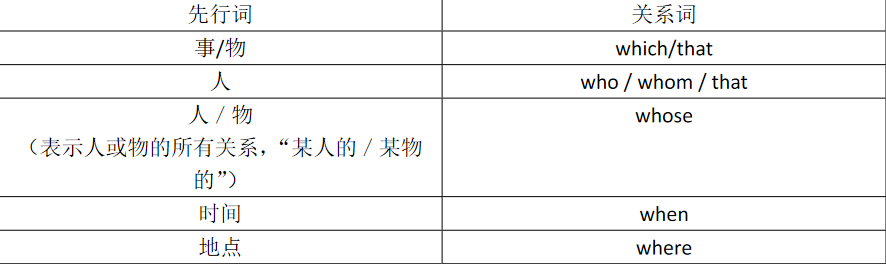 先行词 关系词
事/物 which/that
人 who / whom / that
人／物 whose
（表示人或物的所有关系，“某人的／某物
的”）
时间 when
地点 where